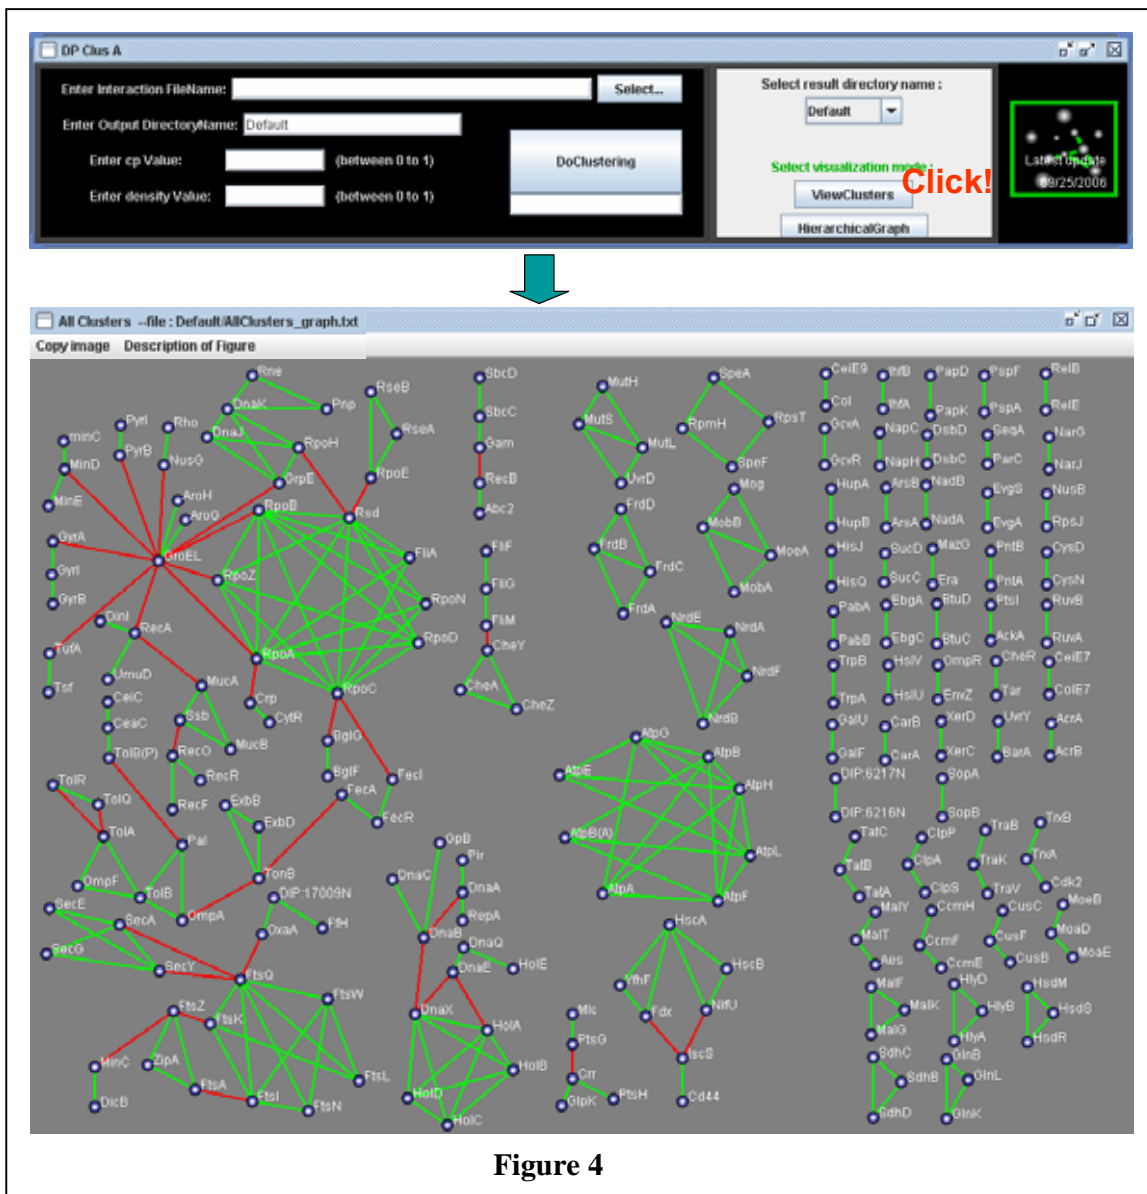 DP Clus A
Enter Interaction FileName:
Select...
Enter Output DirectoryName:
Default
Enter cp Value:
(between 0 to 1)
Enter density Value:
(between 0 to 1)
DoClustering
Select result directory name :
Default
Select visualization mode :
Click!
ViewClusters
HierarchicalGraph
Latest update
09/25/2006
All Clusters --file : Default/AllClusters_graph.txt
Copy image Description of Figure
Rne
DnaK
Pnp
DnaJ
RpoH
GrpE
RseB
RseA
RpoE
minC
MinD
MinE
PyrI
PyrB
Rho
NusG
AroH
AroG
GroEL
GyrA
GyrI
GyrB
RpoB
Rsd
FliA
RpoZ
RpoN
RpoD
RpoA
RpoC
DinI
RecA
UmuD
TufA
Tsf
Crp
CytR
MucA
Ssb
MucB
CeiC
CeaC
TolB(P)
RecO
RecR
RecF
BglG
BglF
FecI
FecA
FecR
TolR
TolQ
TolA
OmpF
TolB
Pal
OmpA
ExbB
ExbD
TonB
DIP:17009N
FtH
OxaA
SecE
SecA
SecG
SecY
FtsQ
FtsW
FtsK
FtsL
FtsN
FtsI
FtsZ
ZipA
FtsA
MinC
DicB
SbcD
SbcC
Gam
RecB
Abc2
FliF
FliG
FliM
CheY
CheA
CheZ
OpB
Pir
DnaC
DnaA
RepA
DnaB
DnaQ
DnaE
HolE
DnaX
HolA
HolB
HolD
HolC
MutH
MutS
MutL
UvrD
SpeA
RpmH
RpsT
SpeF
FrdD
FrdB
FrdC
FrdA
Mog
MobB
MoeA
MobA
NrdE
NrdA
NrdF
NrdB
AtpG
AtpB
AtpE
AtpH
AtpB(A)
AtpL
AtpA
AtpF
HscA
HscB
YfhF
Fdx
NifU
IscS
Cd44
Mlc
PtsG
Crr
GlpK
PtsH
CeiE9
Col
IhfB
IhfA
PapD
PapK
PspF
PspA
RelB
RelE
GcvA
GcvR
NapC
NapH
DsbD
DsbC
SeqA
ParC
NarG
NarJ
HupA
HupB
ArsB
ArsA
NadB
NadA
EvgS
EvgA
NusB
RpsJ
HisJ
HisQ
SucD
SucC
MazG
Era
PntB
PntA
CysD
CysN
PabA
PabB
EbgA
EbgC
BtuD
BtuC
PtsI
AckA
RuvB
RuvA
TrpB
TrpA
HslV
HslU
OmpR
EnvZ
CheR
Tar
CeiE7
ColE7
GalU
GalF
CarB
CarA
XerD
XerC
UvrY
BarA
AcrA
AcrB
DIP:6217N
DIP:6216N
BopA
BopB
TatC
TatB
TatA
ClpP
ClpA
ClpS
TraB
TraK
TraV
TrxB
TrxA
Cdk2
MalY
MalT
Aes
CcmH
CcmF
CcmE
CusC
CusF
CusB
MoeB
MoaD
MoaE
MalF
MalK
MalG
HlyD
HlyB
HlyA
HsdM
HsdS
HsdR
SdhC
SdhB
SdhD
GlnB
GlnL
GlnK
Figure 4